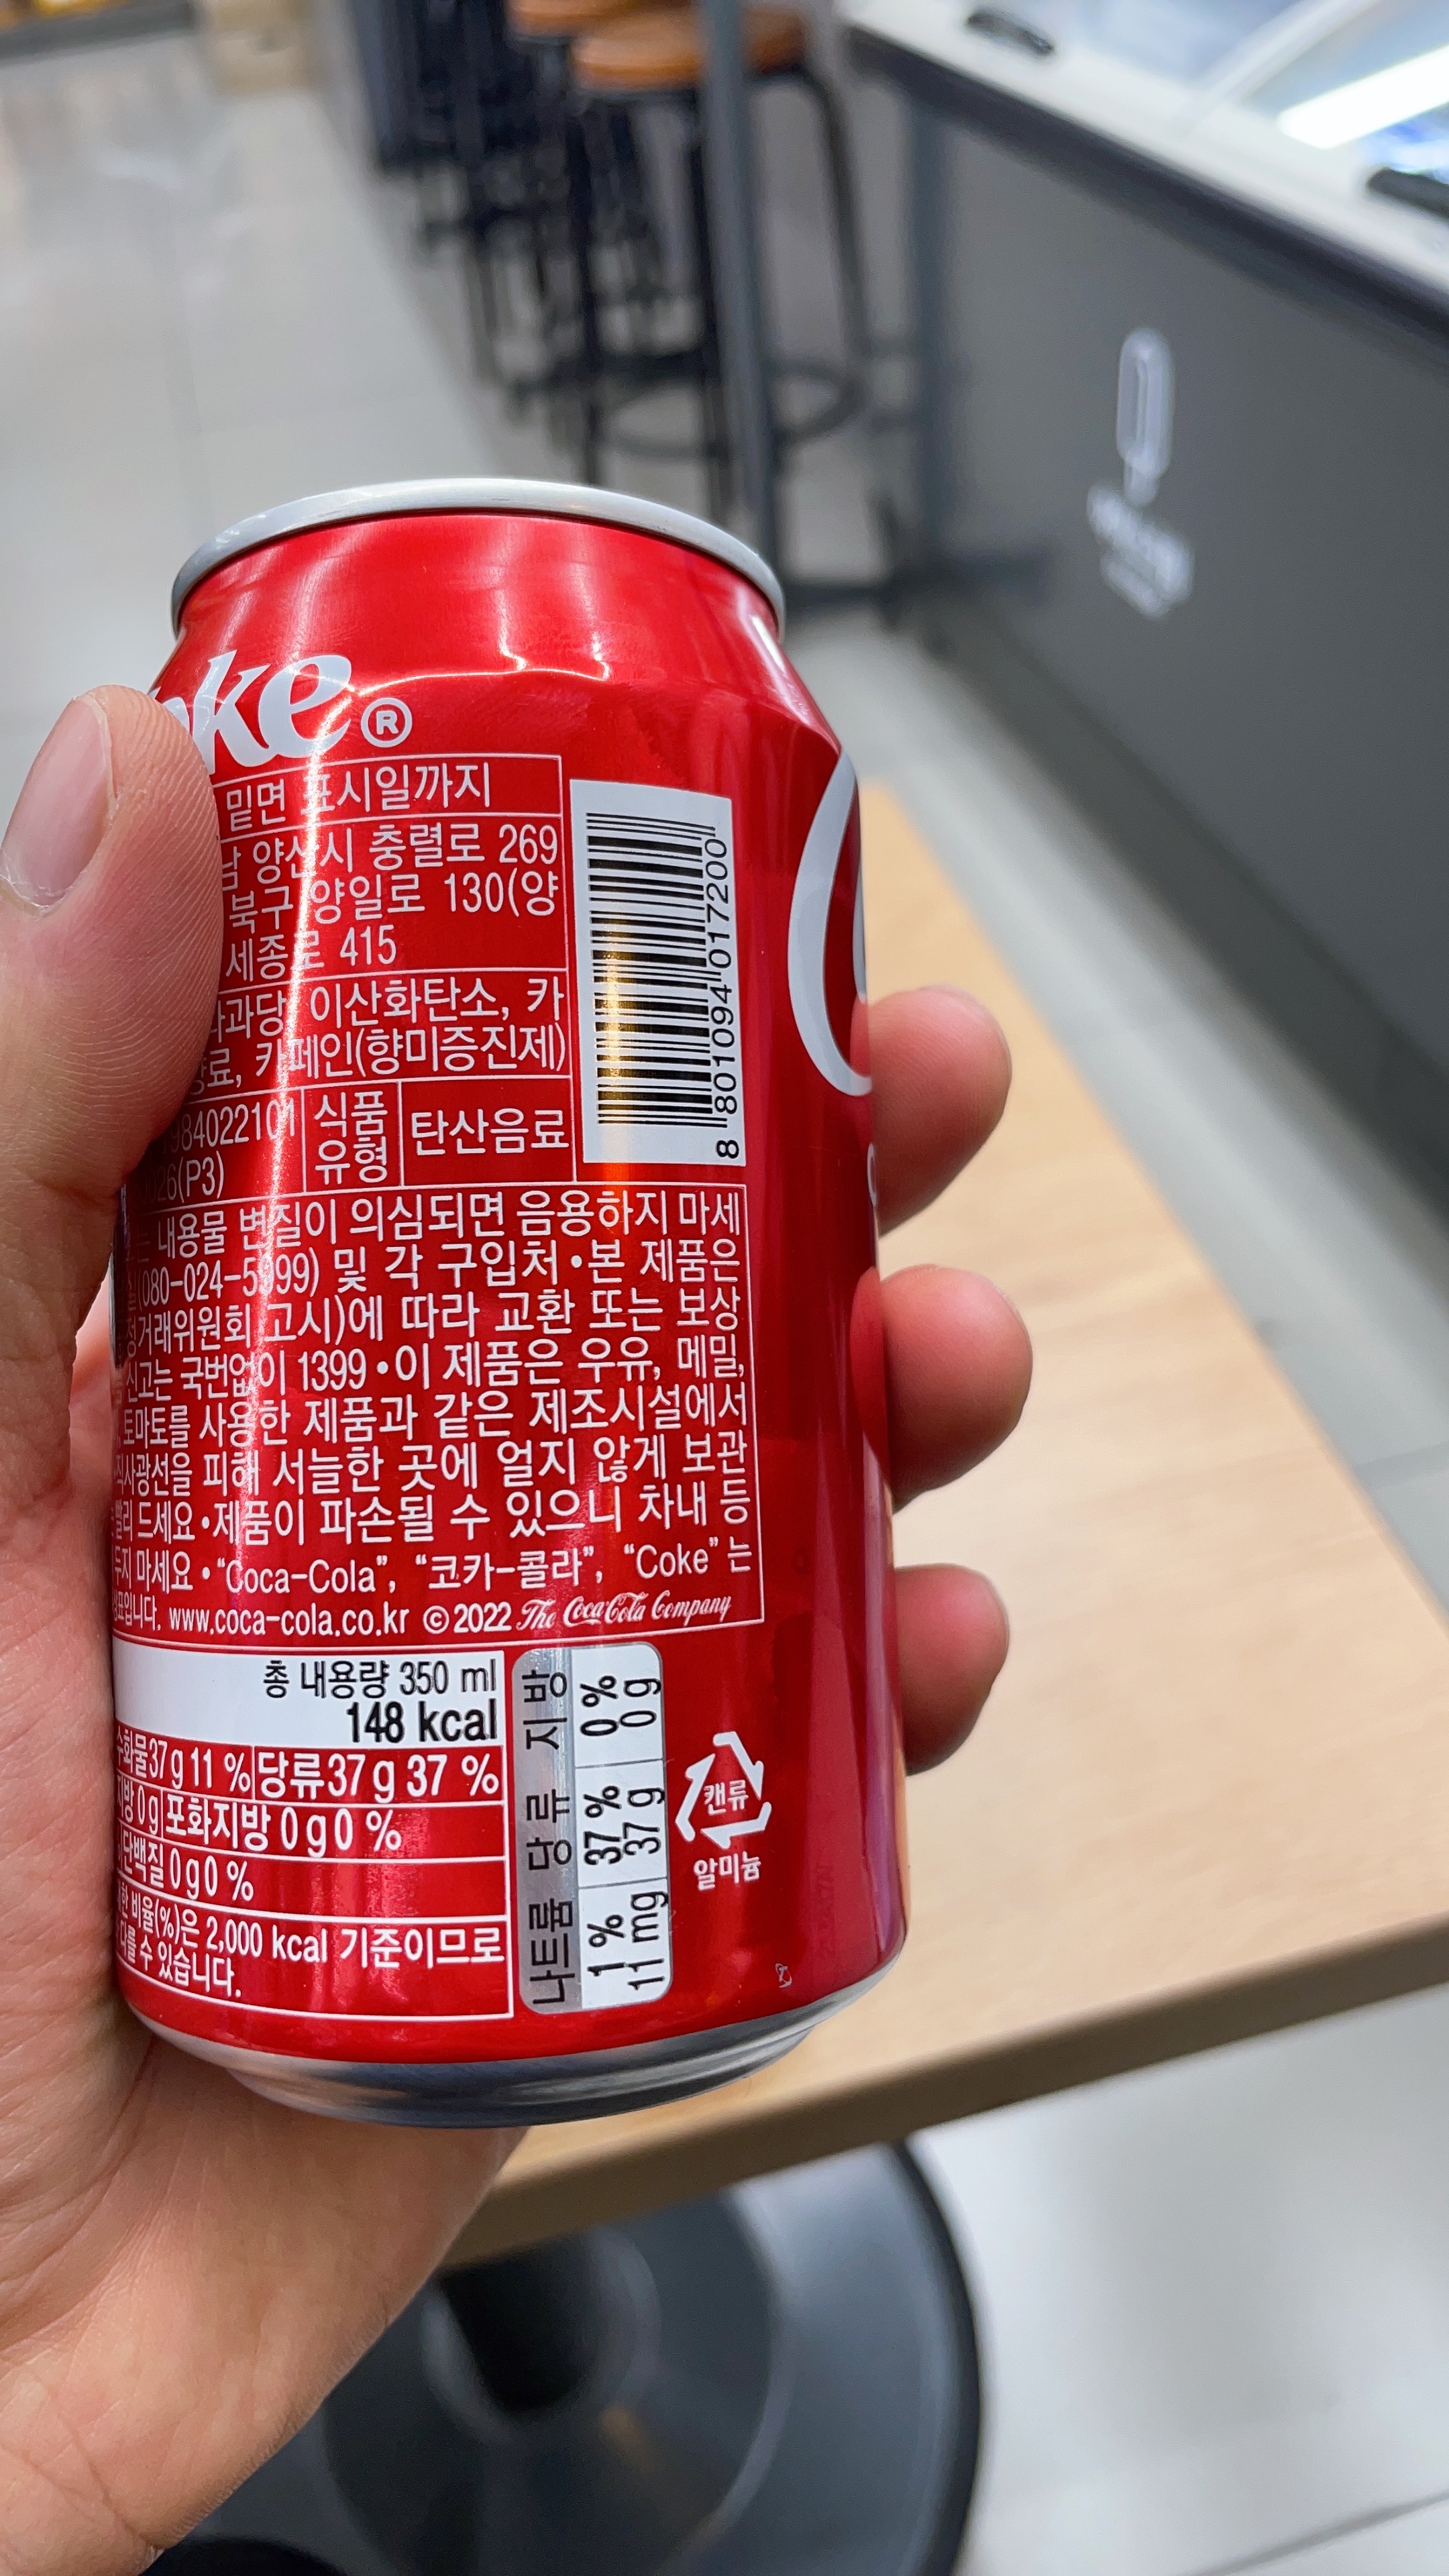 ke®
밑면 표시일까지
남 양산시 충렬로 269
북구 양일로 130(양
세종로 415
과당, 이산화탄소, 카
료, 카페인(향미증진제)
984022101
026(P3)
식품
유형
탄산음료
8 801094 017200
는 내용물 변질이 의심되면 음용하지 마세
(080-024-5999) 및 각 구입처•본 제품은
정거래위원회 고시)에 따라 교환 또는 보상
신고는 국번없이 1399•이 제품은 우유, 메밀,
토마토를 사용한 제품과 같은 제조시설에서
직사광선을 피해 서늘한 곳에 얼지 않게 보관
빨리 드세요•제품이 파손될 수 있으니 차내 등
두지 마세요•“Coca-Cola”, “코카-콜라”, “Coke”는
표입니다. www.coca-cola.co.kr ©2022 The Coca-Cola Company
총 내용량 350 ml
148 kcal
수화물37 g 11 % 당류37 g 37 %
지방0 g 포화지방 0 g 0 %
단백질0 g 0 %
비율(%)은 2,000 kcal 기준이므로
다를 수 있습니다.
나트륨 당류 지방
1 % 37 % 0 %
11 mg 37 g 0 g
캔류
알미늄